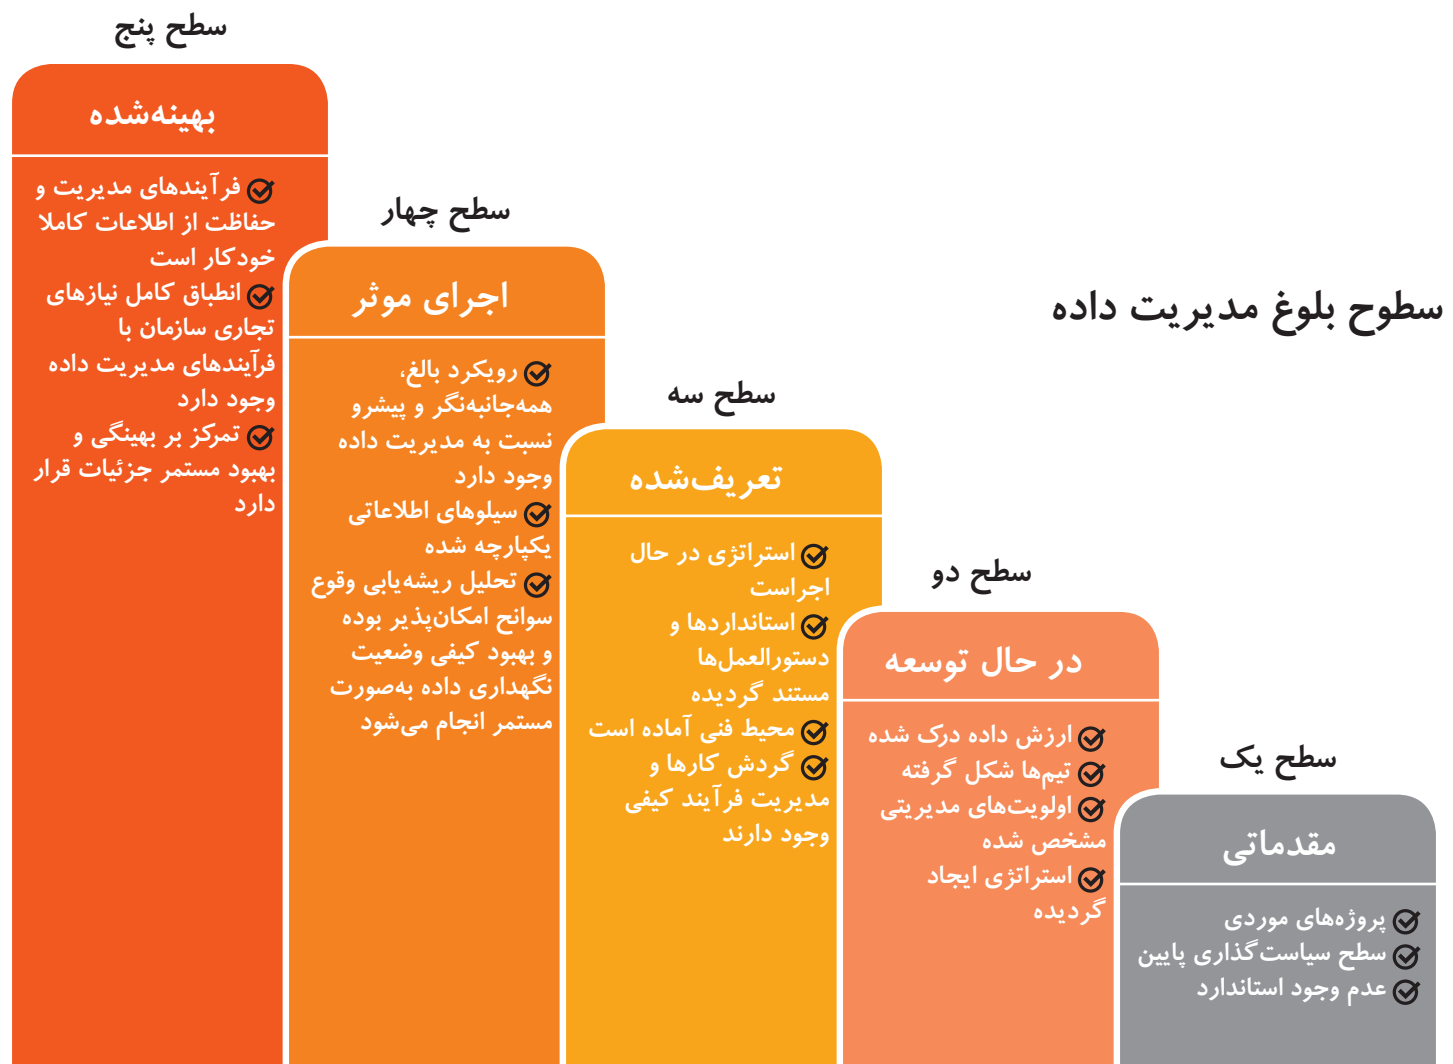 سطوح بلوغ مدیریت داده
سطح یک
مقدماتی
پروژه‌های موردی
سطح سیاست‌گذاری پایین
عدم وجود استاندارد
سطح دو
در حال توسعه
ارزش داده درک شده
تیم‌ها شکل گرفته
اولویت‌های مدیریتی
مشخص شده
استراتژی ایجاد
گردیده
سطح سه
تعریف‌شده
استراتژی در حال
اجراست
استانداردها و
دستورالعمل‌ها
مستند گردیده
محیط فنی آماده است
گردش کارها و
مدیریت فرآیند کیفی
وجود دارند
سطح چهار
اجرای موثر
رویکرد بالغ،
همه‌جانبه‌نگر و پیشرو
نسبت به مدیریت داده
وجود دارد
سیلوهای اطلاعاتی
یکپارچه شده
تحلیل ریشه‌یابی وقوع
سوانح امکان‌پذیر بوده
و بهبود کیفی وضعیت
نگهداری داده به‌صورت
مستمر انجام می‌شود
سطح پنج
بهینه‌شده
فرآیندهای مدیریت و
حفاظت از اطلاعات کاملا
خودکار است
انطباق کامل نیازهای
تجاری سازمان با
فرآیندهای مدیریت داده
وجود دارد
تمرکز بر بهینگی و
بهبود مستمر جزئیات قرار
دارد